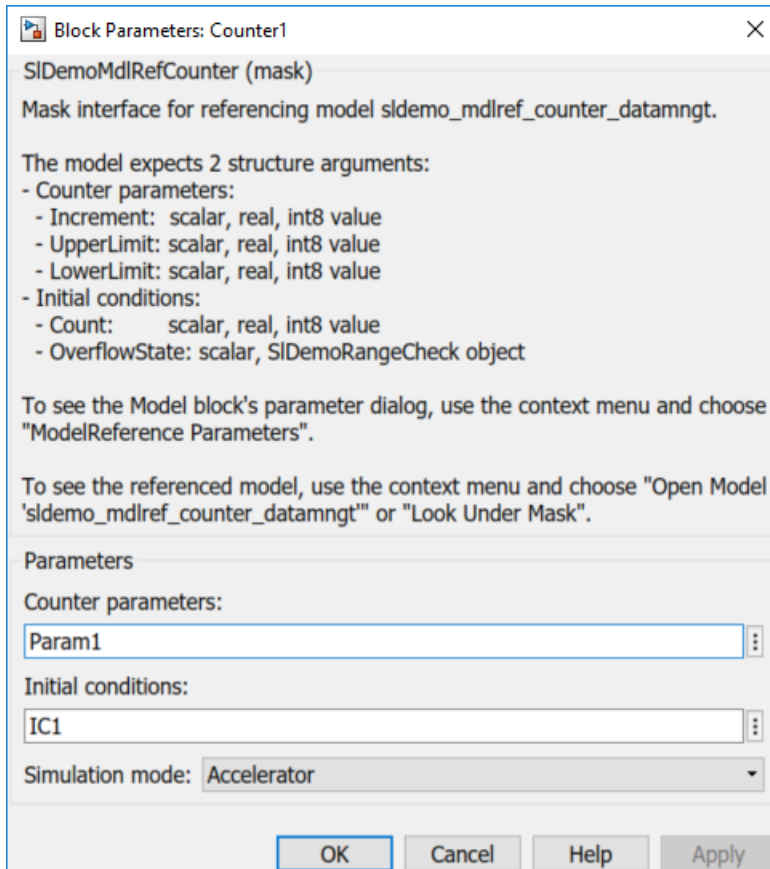 Block Parameters: Counter1
SlDemoMdlRefCounter (mask)
Mask interface for referencing model sldemo_mdlref_counter_datamngt.
The model expects 2 structure arguments:
- Counter parameters:
- Increment: scalar, real, int8 value
- UpperLimit: scalar, real, int8 value
- LowerLimit: scalar, real, int8 value
- Initial conditions:
- Count: scalar, real, int8 value
- OverflowState: scalar, SlDemoRangeCheck object
To see the Model block's parameter dialog, use the context menu and choose
"ModelReference Parameters".
To see the referenced model, use the context menu and choose "Open Model
'sldemo_mdlref_counter_datamngt'" or "Look Under Mask".
Parameters
Counter parameters:
Param1
Initial conditions:
IC1
Simulation mode: Accelerator
OK Cancel Help Apply